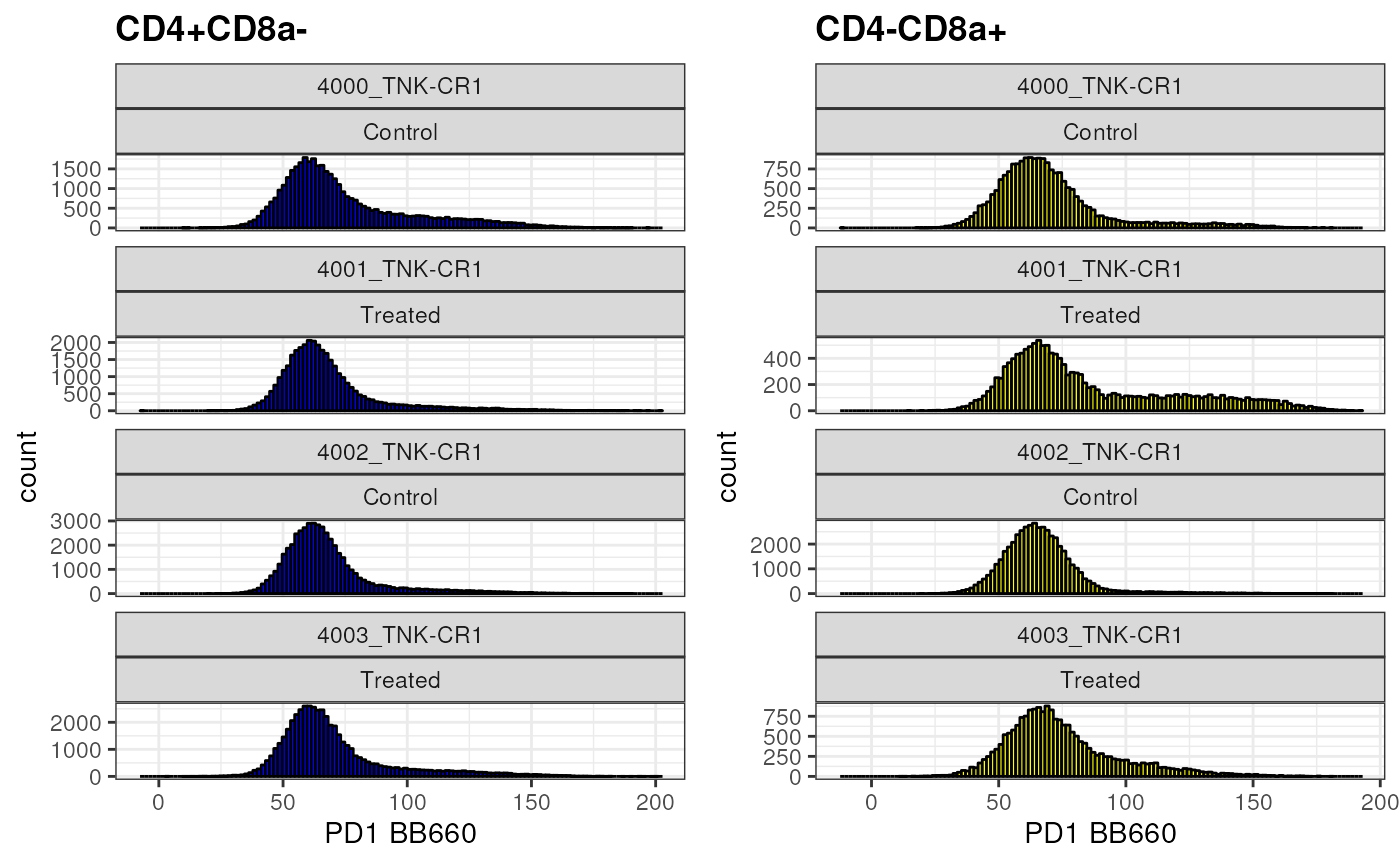 CD4+CD8a-
4000_TNK-CR1
Control
1500
1000
500
0
4001_TNK-CR1
Treated
2000
1500
1000
500
0
4002_TNK-CR1
Control
3000
2000
1000
0
4003_TNK-CR1
Treated
2000
1000
0
0 50 100 150 200
PD1 BB660
count
CD4-CD8a+
4000_TNK-CR1
Control
750
500
250
0
4001_TNK-CR1
Treated
400
200
0
4002_TNK-CR1
Control
2000
1000
0
4003_TNK-CR1
Treated
750
500
250
0
0 50 100 150 200
PD1 BB660
count